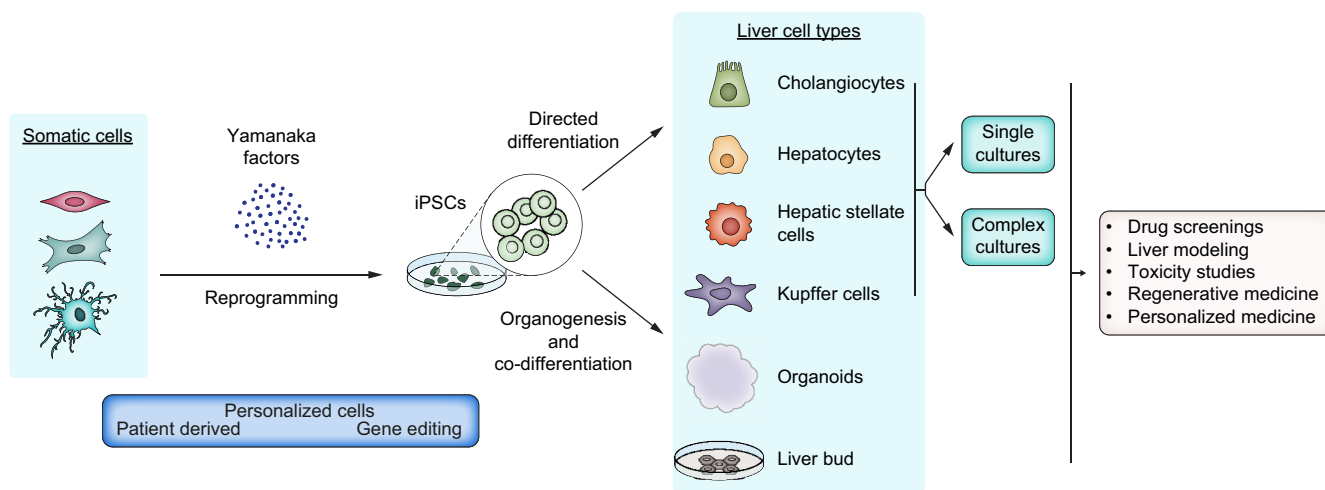 Somatic cells
Yamanaka
factors
Reprogramming
Personalized cells
Patient derived
Gene editing
iPSCs
Directed
differentiation
Organogenesis
and
co-differentiation
Liver cell types
Cholangiocytes
Hepatocytes
Hepatic stellate
cells
Kupffer cells
Organoids
Liver bud
Single
cultures
Complex
cultures
• Drug screenings
• Liver modeling
• Toxicity studies
• Regenerative medicine
• Personalized medicine